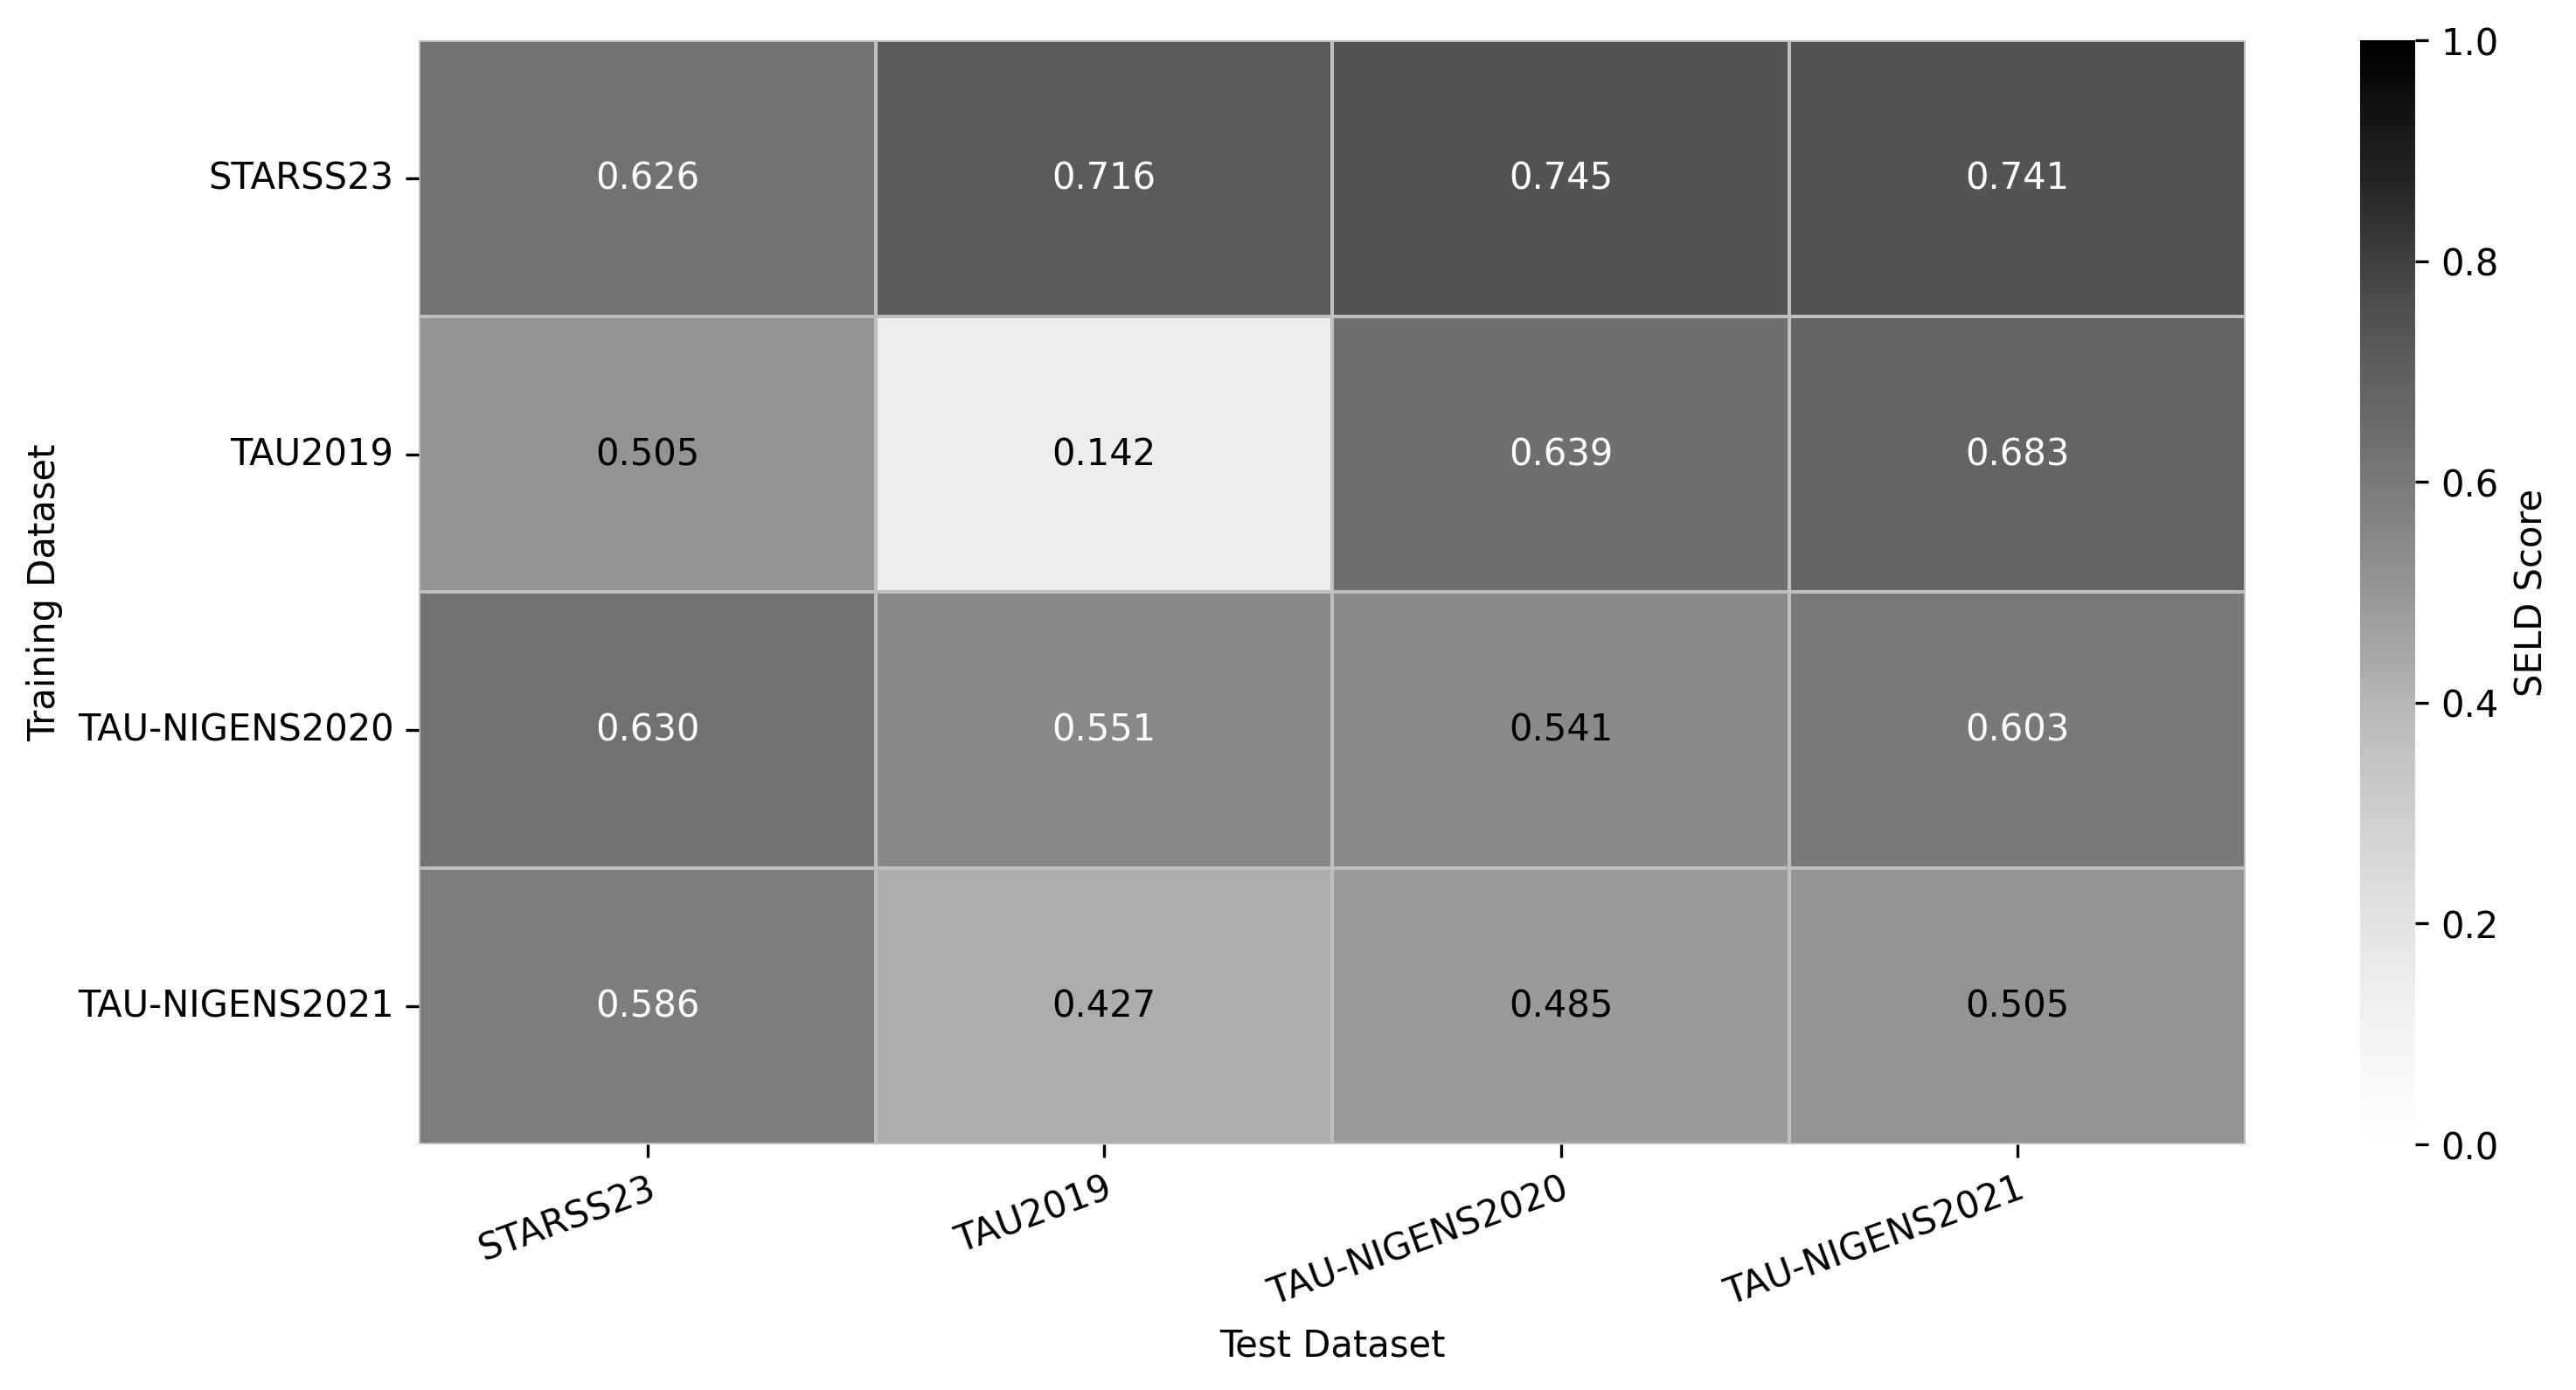 Training Dataset
STARSS23
TAU2019
TAU-NIGENS2020
TAU-NIGENS2021
0.626 0.716 0.745 0.741
0.505 0.142 0.639 0.683
0.630 0.551 0.541 0.603
0.586 0.427 0.485 0.505
STARSS23
TAU2019
TAU-NIGENS2020
TAU-NIGENS2021
Test Dataset
1.0
0.8
0.6
0.4
0.2
0.0
SELD Score